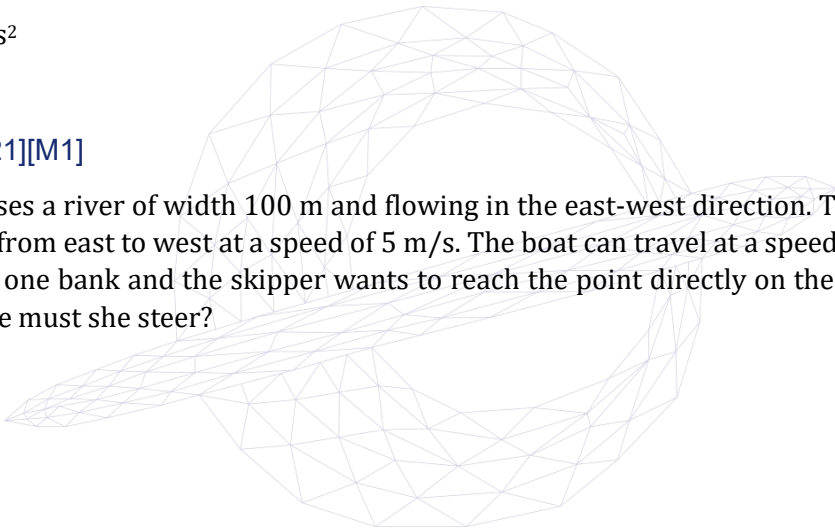 s²
1][M1]
ses a river of width 100 m and flowing in the east-west direction. T
from east to west at a speed of 5 m/s. The boat can travel at a speed
one bank and the skipper wants to reach the point directly on the
e must she steer?